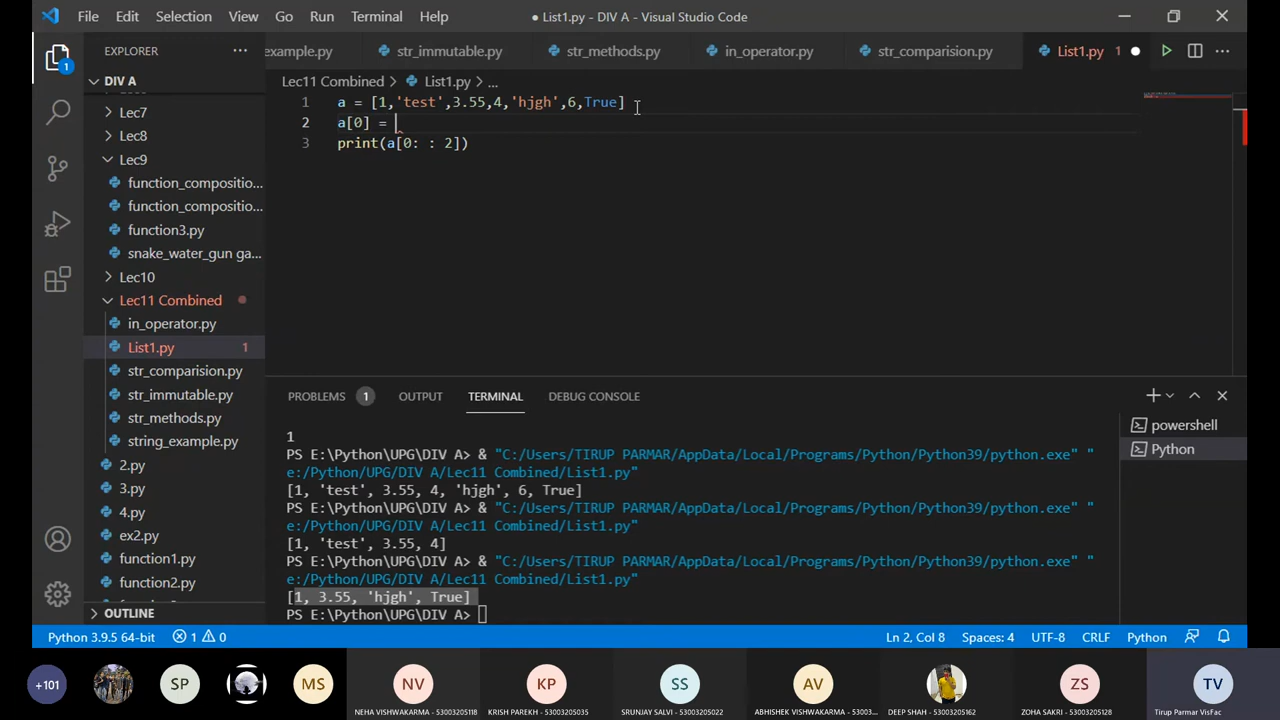 File Edit Selection View Go Run Terminal Help
● List1.py - DIV A - Visual Studio Code
EXPLORER
example.py str_immutable.py str_methods.py in_operator.py str_comparision.py List1.py 1
DIV A
Lec7
Lec8
Lec9
function_compositio...
function_compositio...
function3.py
snake_water_gun ga...
Lec10
Lec11 Combined
in_operator.py
List1.py 1
str_comparision.py
str_immutable.py
str_methods.py
string_example.py
2.py
3.py
4.py
ex2.py
function1.py
function2.py
OUTLINE
Lec11 Combined > List1.py > ...
1 a = [1,'test',3.55,4,'hjgh',6,True]
2 a[0] =
3 print(a[0: : 2])
PROBLEMS 1 OUTPUT TERMINAL DEBUG CONSOLE
powershell
Python
1
PS E:\Python\UPG\DIV A> & "C:/Users/TIRUP PARMAR/AppData/Local/Programs/Python/Python39/python.exe" "
e:/Python/UPG/DIV A/Lec11 Combined/List1.py"
[1, 'test', 3.55, 4, 'hjgh', 6, True]
PS E:\Python\UPG\DIV A> & "C:/Users/TIRUP PARMAR/AppData/Local/Programs/Python/Python39/python.exe" "
e:/Python/UPG/DIV A/Lec11 Combined/List1.py"
[1, 'test', 3.55, 4]
PS E:\Python\UPG\DIV A> & "C:/Users/TIRUP PARMAR/AppData/Local/Programs/Python/Python39/python.exe" "
e:/Python/UPG/DIV A/Lec11 Combined/List1.py"
[1, 3.55, 'hjgh', True]
PS E:\Python\UPG\DIV A>
Python 3.9.5 64-bit 1 0 Ln 2, Col 8 Spaces: 4 UTF-8 CRLF Python
+101 SP MS NV KP SS AV ZS TV
NEHA VISHWAKARMA - 53003205118 KRISH PAREKH - 53003205035 SRUNJAY SALVI - 53003205022 ABHISHEK VISHWAKARMA - 53003... DEEP SHAH - 53003205162 ZOHA SAKRI - 53003205128 Tirup Parmar VisFac